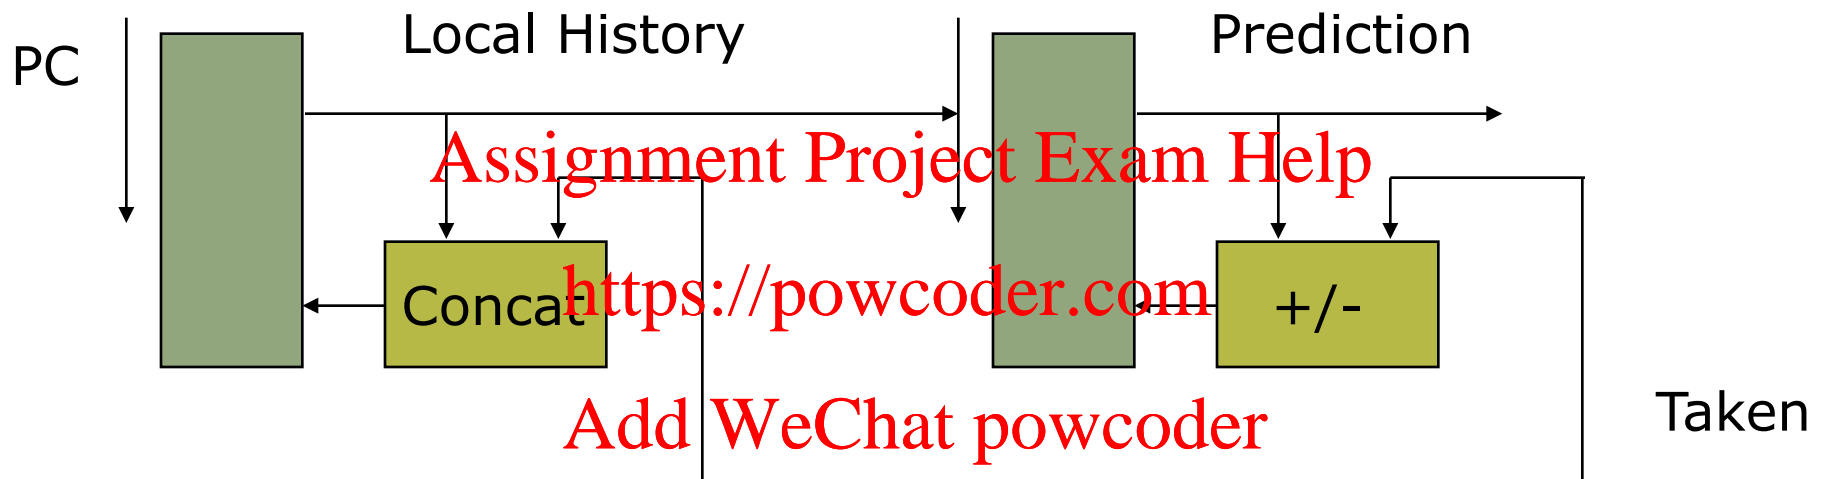 Local History
Prediction
PC
Assignment Project Exam Help
Concat
https://powcoder.com
+/-
Add WeChat powcoder
Taken